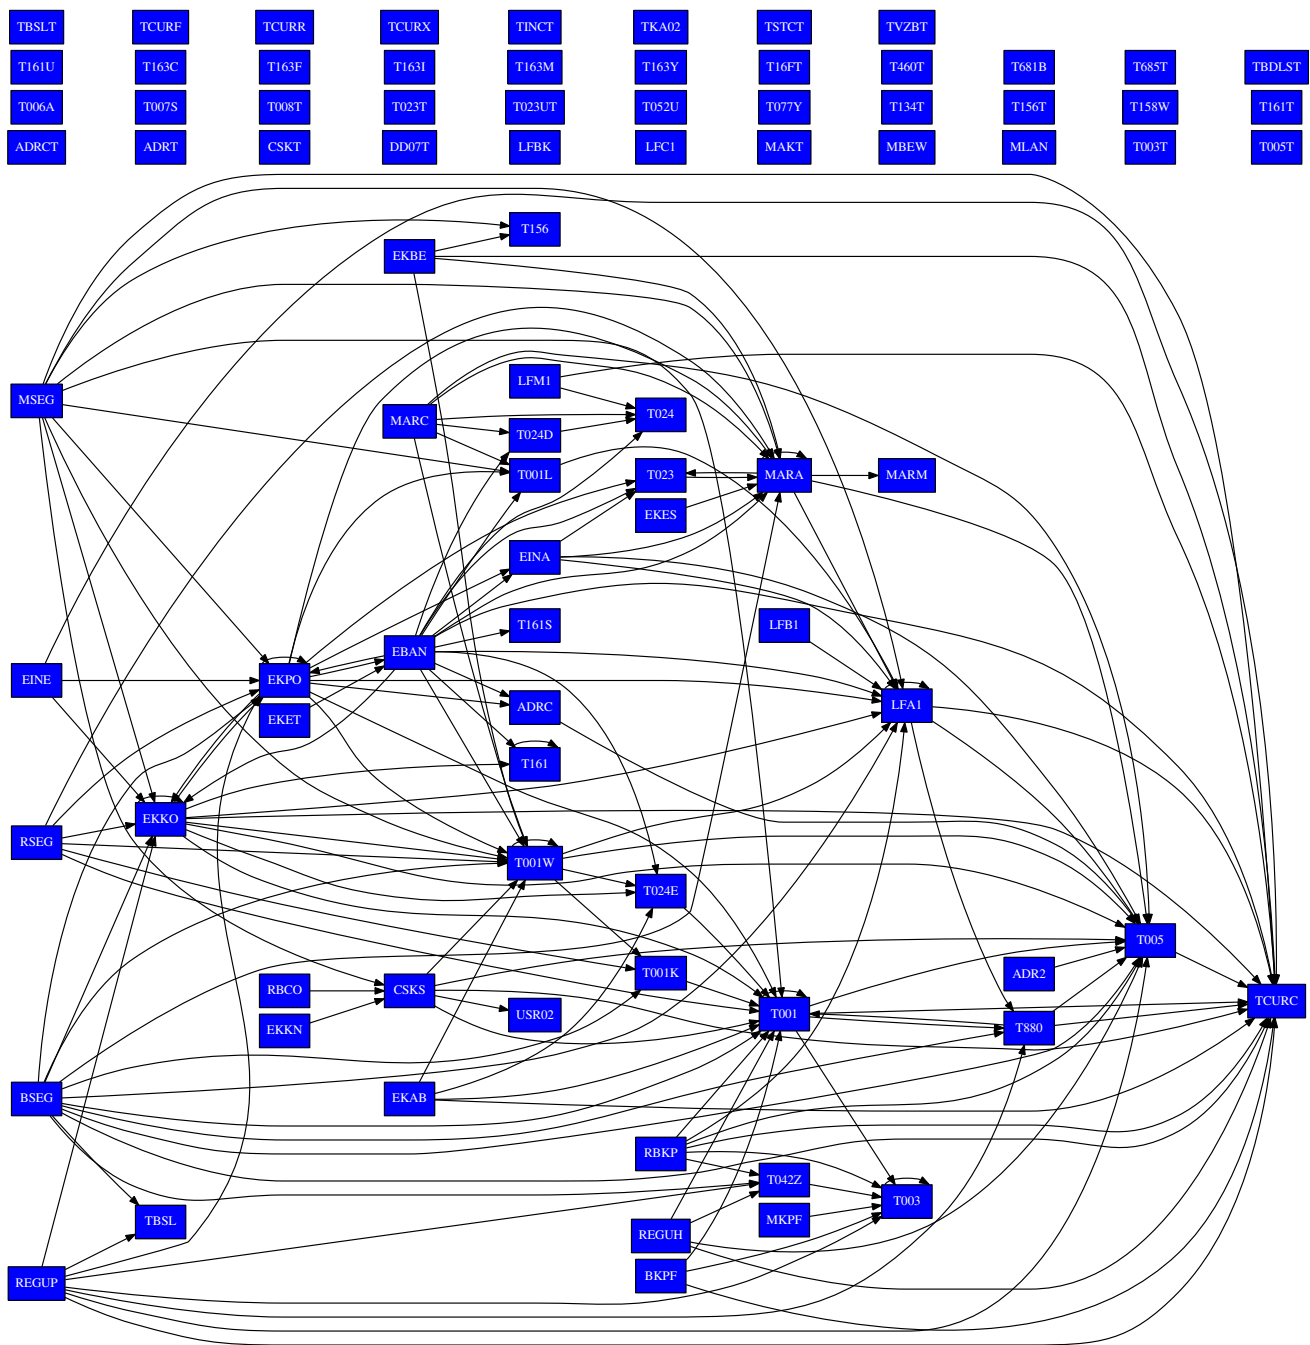 TBSLT TCURF TCURR TCURX TINCT TKA02 TSTCT TVZBT
T161U T163C T163F T163I T163M T163Y T16FT T460T T681B T685T TBDLST
T006A T007S T008T T023T T023UT T052U T077Y T134T T156T T158W T161T
ADRCT ADRT CSKT DD07T LFBK LFC1 MAKT MBEW MLAN T003T T005T
T156
EKBE
LFM1
MSEG
T024
MARC
T024D
T001L T023 MARA MARM
EKES
EINA
T161S LFB1
EBAN
EINE EKPO
ADRC LFA1
EKET
T161
EKKO
RSEG
T001W
T024E
T005
T001K ADR2
RBCO CSKS
TCURC
USR02 T001
EKKN T880
BSEG EKAB
RBKP
T042Z
T003
TBSL MKPF
REGUH
BKPF
REGUP